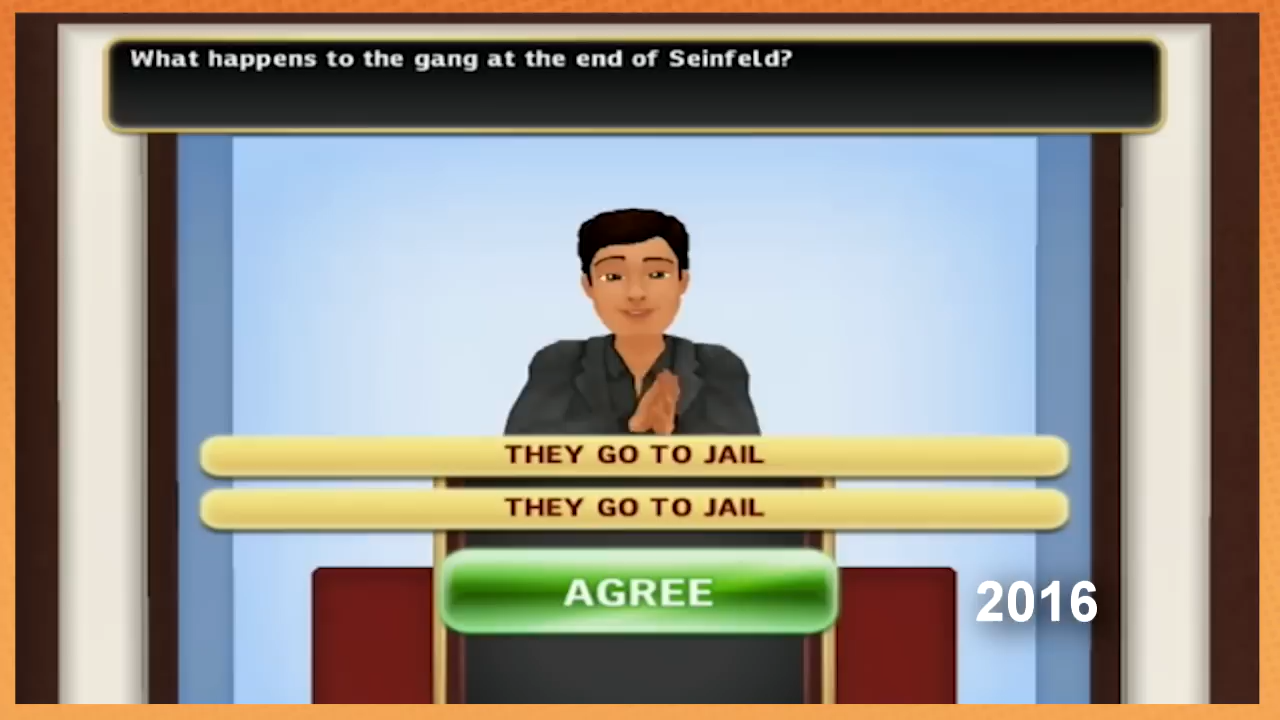 What happens to the gang at the end of Seinfeld?
THEY GO TO JAIL
THEY GO TO JAIL
AGREE
2016